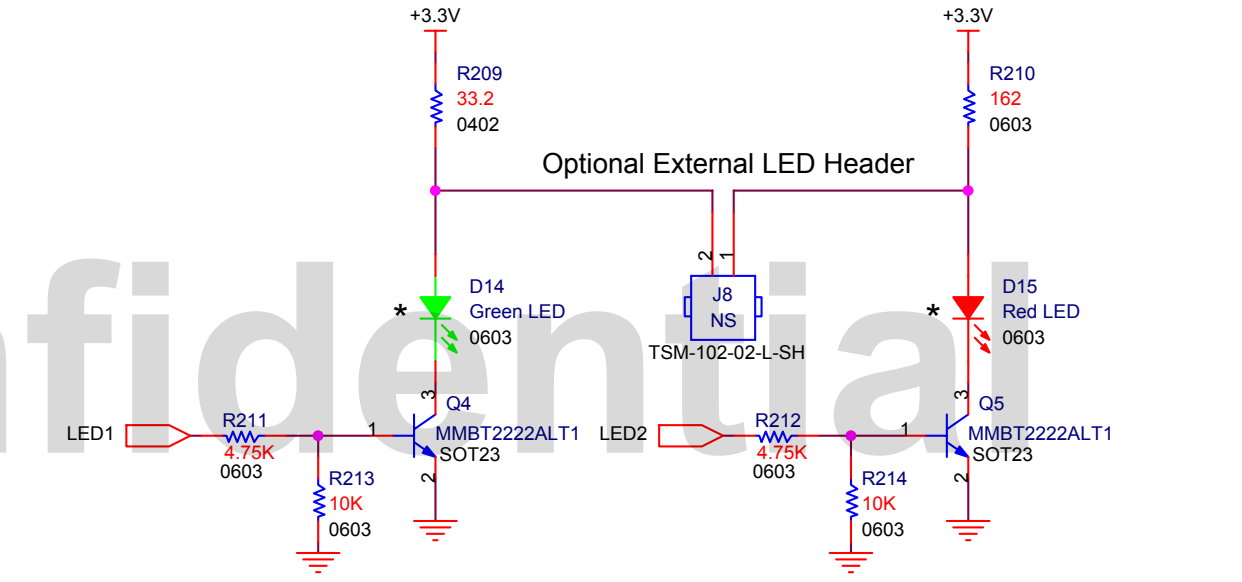 +3.3V
+3.3V
R209
33.2
0402
R210
162
0603
Optional External LED Header
2
1
J8
NS
TSM-102-02-L-SH
D14
Green LED
0603
*
D15
Red LED
0603
*
nfidential
LED1
R211
4.75K
0603
1
3
Q4
MMBT2222ALT1
SOT23
2
R213
10K
0603
LED2
R212
4.75K
0603
1
3
Q5
MMBT2222ALT1
SOT23
2
R214
10K
0603